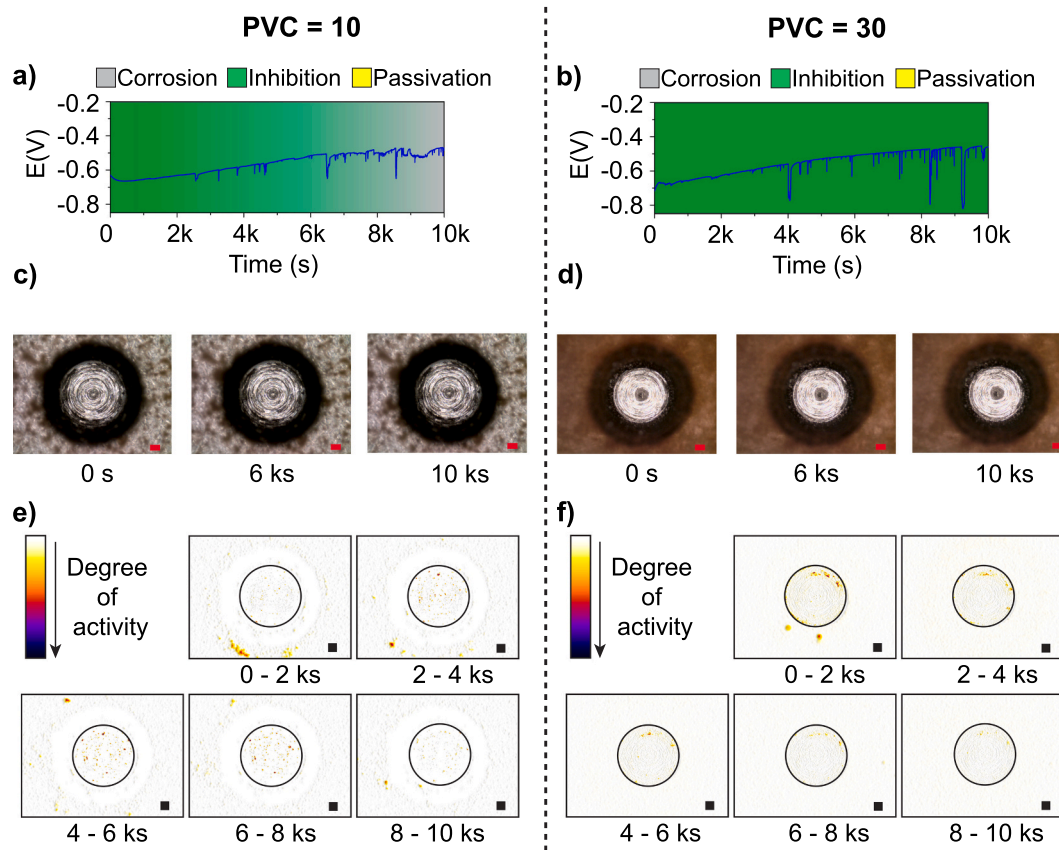 PVC = 10
a)
Corrosion Inhibition Passivation
-0.2
-0.4
-0.6
-0.8
E(V)
0 2k 4k 6k 8k 10k
Time (s)
c)
0 s 6 ks 10 ks
e)
Degree
of
activity
0 - 2 ks 2 - 4 ks
4 - 6 ks 6 - 8 ks 8 - 10 ks
PVC = 30
b)
Corrosion Inhibition Passivation
-0.2
-0.4
-0.6
-0.8
E(V)
0 2k 4k 6k 8k 10k
Time (s)
d)
0 s 6 ks 10 ks
f)
Degree
of
activity
0 - 2 ks 2 - 4 ks
4 - 6 ks 6 - 8 ks 8 - 10 ks